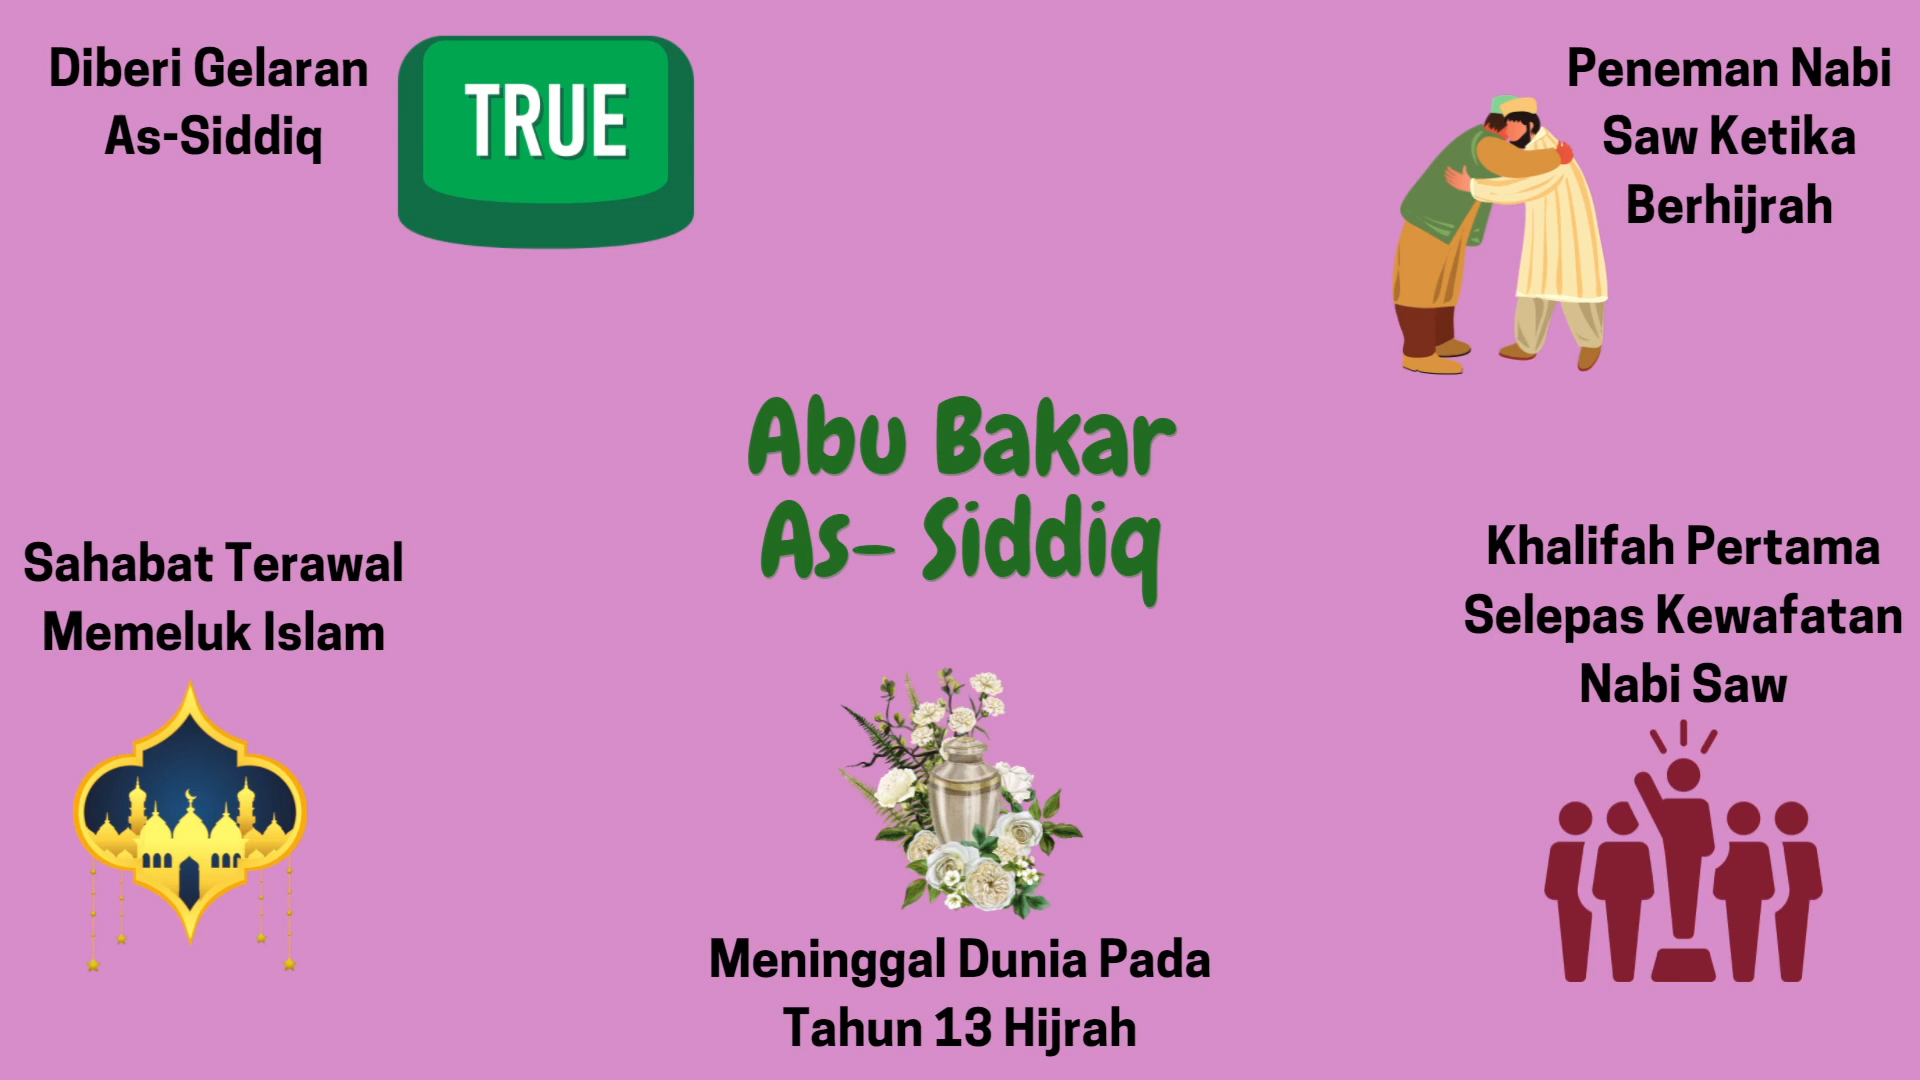 Diberi Gelaran
As-Siddiq
TRUE
Peneman Nabi
Saw Ketika
Berhijrah
Abu Bakar
As- Siddiq
Sahabat Terawal
Memeluk Islam
Khalifah Pertama
Selepas Kewafatan
Nabi Saw
Meninggal Dunia Pada
Tahun 13 Hijrah